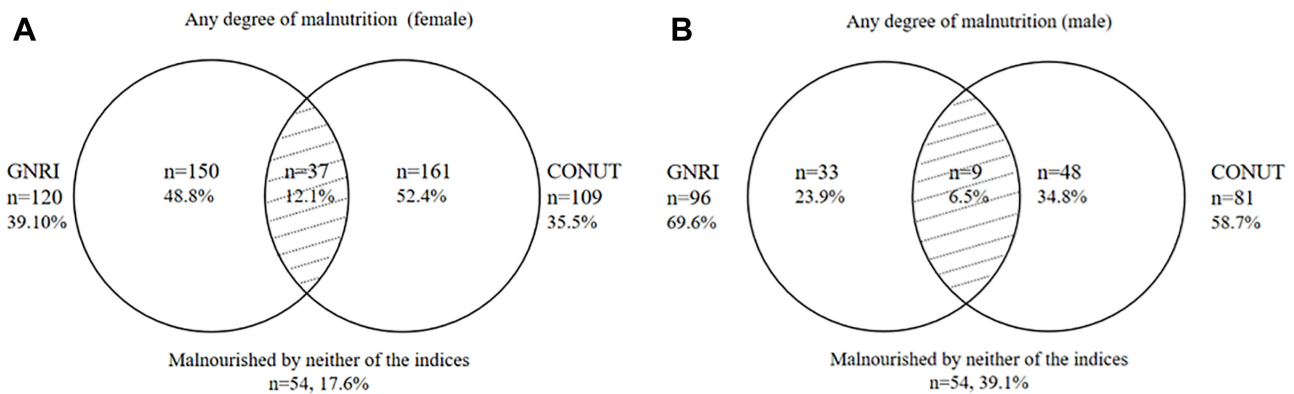 A
Any degree of malnutrition (female)
GNRI
n=120
39.10%
n=150
48.8%
n=37
12.1%
n=161
52.4%
CONUT
n=109
35.5%
Malnourished by neither of the indices
n=54, 17.6%
B
Any degree of malnutrition (male)
GNRI
n=96
69.6%
n=33
23.9%
n=9
6.5%
n=48
34.8%
CONUT
n=81
58.7%
Malnourished by neither of the indices
n=54, 39.1%